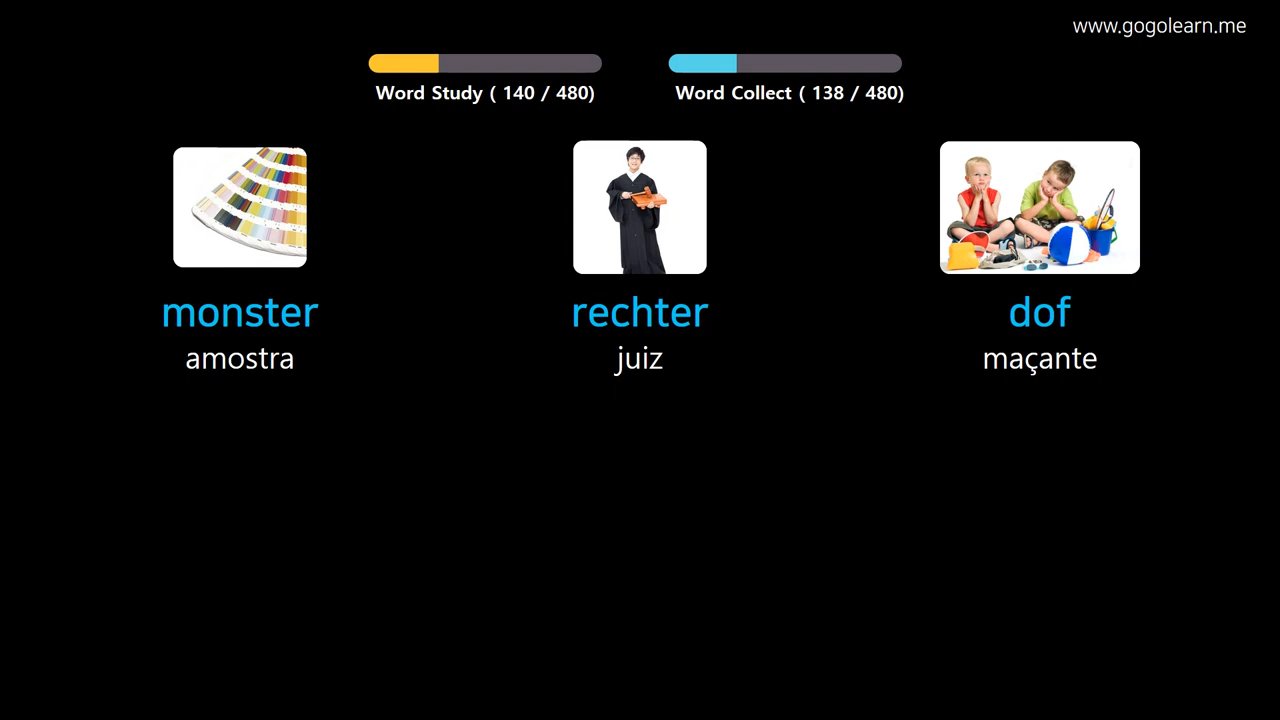 www.gogolearn.me
Word Study ( 140 / 480)
Word Collect ( 138 / 480)
monster
amostra
rechter
juiz
dof
maçante